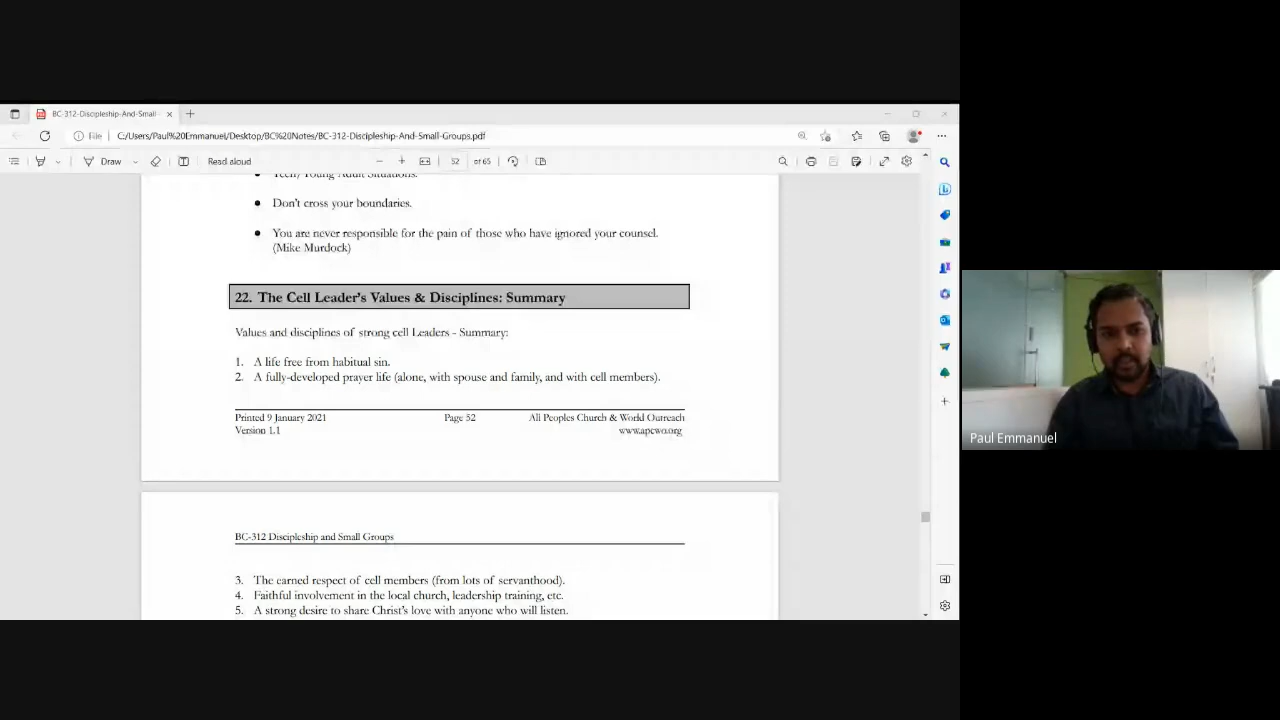 BC-312-Discipleship-And-Small-
File
C:/Users/Paul%20Emmanuel/Desktop/BC%20Notes/BC-312-Discipleship-And-Small-Groups.pdf
Draw
Read aloud
52 of 65
• Teen/Young Adult Situations.
• Don't cross your boundaries.
• You are never responsible for the pain of those who have ignored your counsel.
(Mike Murdock)
22. The Cell Leader's Values & Disciplines: Summary
Values and disciplines of strong cell Leaders - Summary:
1. A life free from habitual sin.
2. A fully-developed prayer life (alone, with spouse and family, and with cell members).
Printed 9 January 2021 Page 52 All Peoples Church & World Outreach
Version 1.1 www.apcwo.org
BC-312 Discipleship and Small Groups
3. The earned respect of cell members (from lots of servanthood).
4. Faithful involvement in the local church, leadership training, etc.
5. A strong desire to share Christ's love with anyone who will listen.
Paul Emmanuel